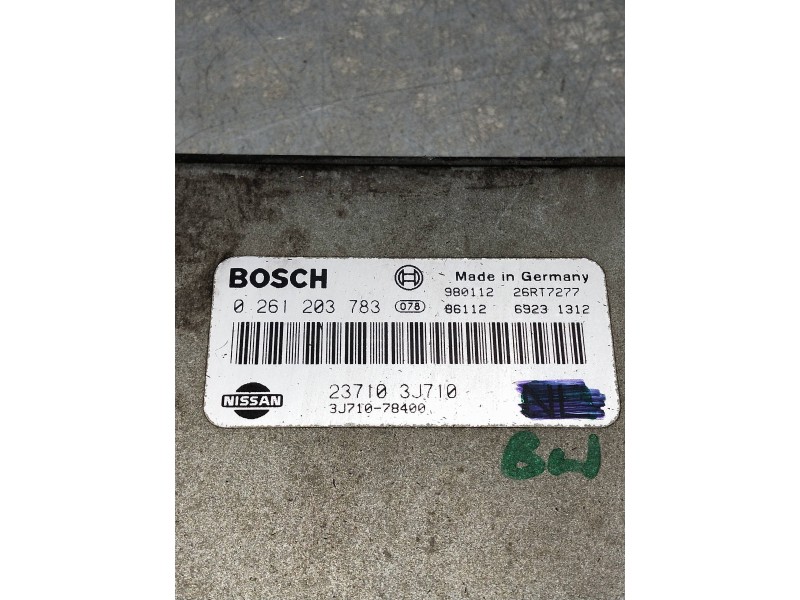 BOSCH
Made in Germany
980112 26RT7277
0 261 203 783 078
86112 6923 1312
NISSAN
23710 3J710
3J710-78400
BW